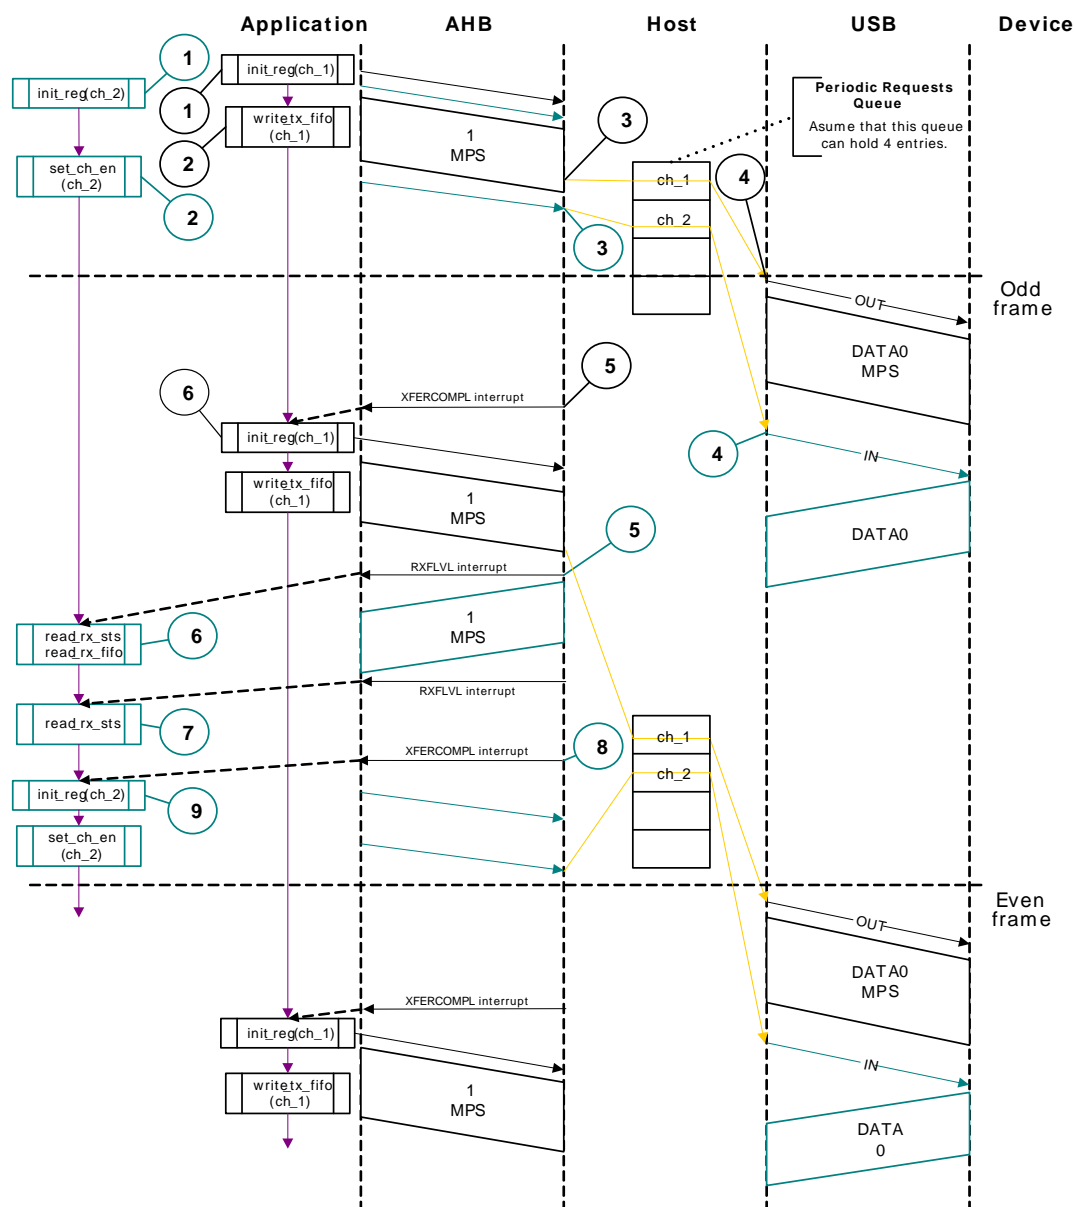 Application
AHB
Host
USB
Device
1
init_reg(ch_1)
Periodic Requests
Queue
Asume that this queue
can hold 4 entries.
init_reg(ch_2)
1
write_tx_fifo
(ch_1)
1
MPS
3
2
set_ch_en
(ch_2)
ch_1
4
2
ch_2
3
Odd
frame
OUT
DATA0
MPS
5
6
XFERCOMPL interrupt
init_reg(ch_1)
4
IN
write_tx_fifo
(ch_1)
1
MPS
5
DATA0
RXFLVL interrupt
1
MPS
read_rx_sts
read_rx_fifo
6
RXFLVL interrupt
read_rx_sts
7
ch_1
XFERCOMPL interrupt
8
ch_2
init_reg(ch_2)
9
set_ch_en
(ch_2)
Even
frame
OUT
DATA0
MPS
XFERCOMPL interrupt
init_reg(ch_1)
IN
write_tx_fifo
(ch_1)
1
MPS
DATA
0